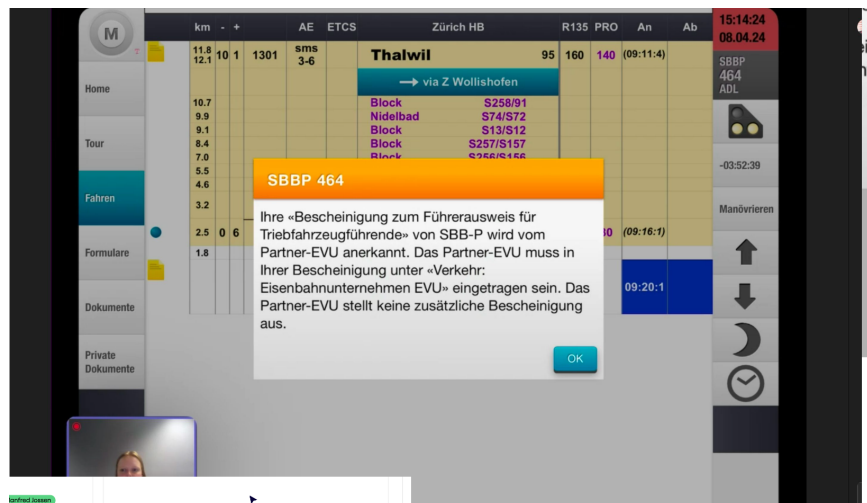 M
Home
Tour
Fahren
Formulare
Dokumente
Private
Dokumente
km - + AE ETCS Zürich HB R135 PRO An Ab
11.8
12.1 10 1 1301 sms
3-6 Thalwil 95 160 140 (09:11:4)
→ via Z Wollishofen
10.7 Block S258/91
9.9 Nidelbad S74/S72
9.1 Block S13/S12
8.4 Block S257/S157
7.0 Block S256/S156
5.5
4.6
3.2
2.5 0 6 (09:16:1)
1.8
09:20:1
SBBP 464
Ihre «Bescheinigung zum Führerausweis für
Triebfahrzeugführende» von SBB-P wird vom
Partner-EVU anerkannt. Das Partner-EVU muss in
Ihrer Bescheinigung unter «Verkehr:
Eisenbahnunternehmen EVU» eingetragen sein. Das
Partner-EVU stellt keine zusätzliche Bescheinigung
aus.
OK
15:14:24
08.04.24
SBBP
464
ADL
-03:52:39
Manövrieren
Manfred Jossen